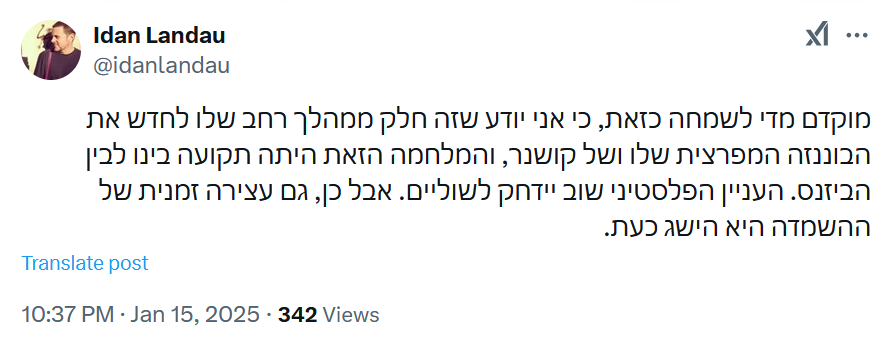 Idan Landau
@idanlandau
מוקדם מדי לשמחה כזאת, כי אני יודע שזה חלק ממהלך רחב שלו לחדש את
הבוננזה המפרצית שלו ושל קושנר, והמלחמה הזאת היתה תקועה בינו לבין
הביזנס. העניין הפלסטיני שוב יידחק לשוליים. אבל כן, גם עצירה זמנית של
ההשמדה היא הישג כעת.
Translate post
10:37 PM · Jan 15, 2025 · 342 Views